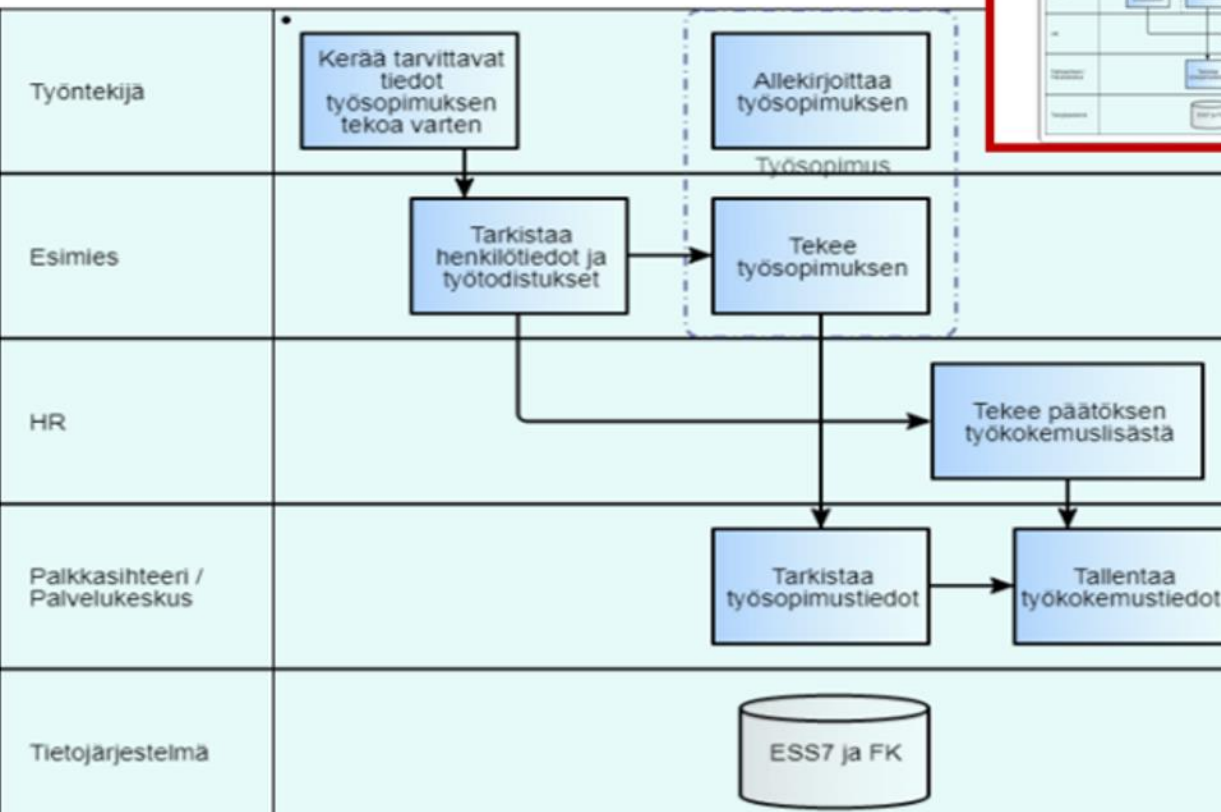 Työntekijä
Kerää tarvittavat
tiedot
työsopimuksen
tekoa varten
Allekirjoittaa
työsopimuksen
Työsopimus
Esimies
Tarkistaa
henkilötiedot ja
työtodistukset
Tekee
työsopimuksen
HR
Tekee päätöksen
työkokemuslisästä
Palkkasihteeri /
Palvelukeskus
Tarkistaa
työsopimustiedot
Tallentaa
työkokemustiedot
Tietojärjestelmä
ESS7 ja FK